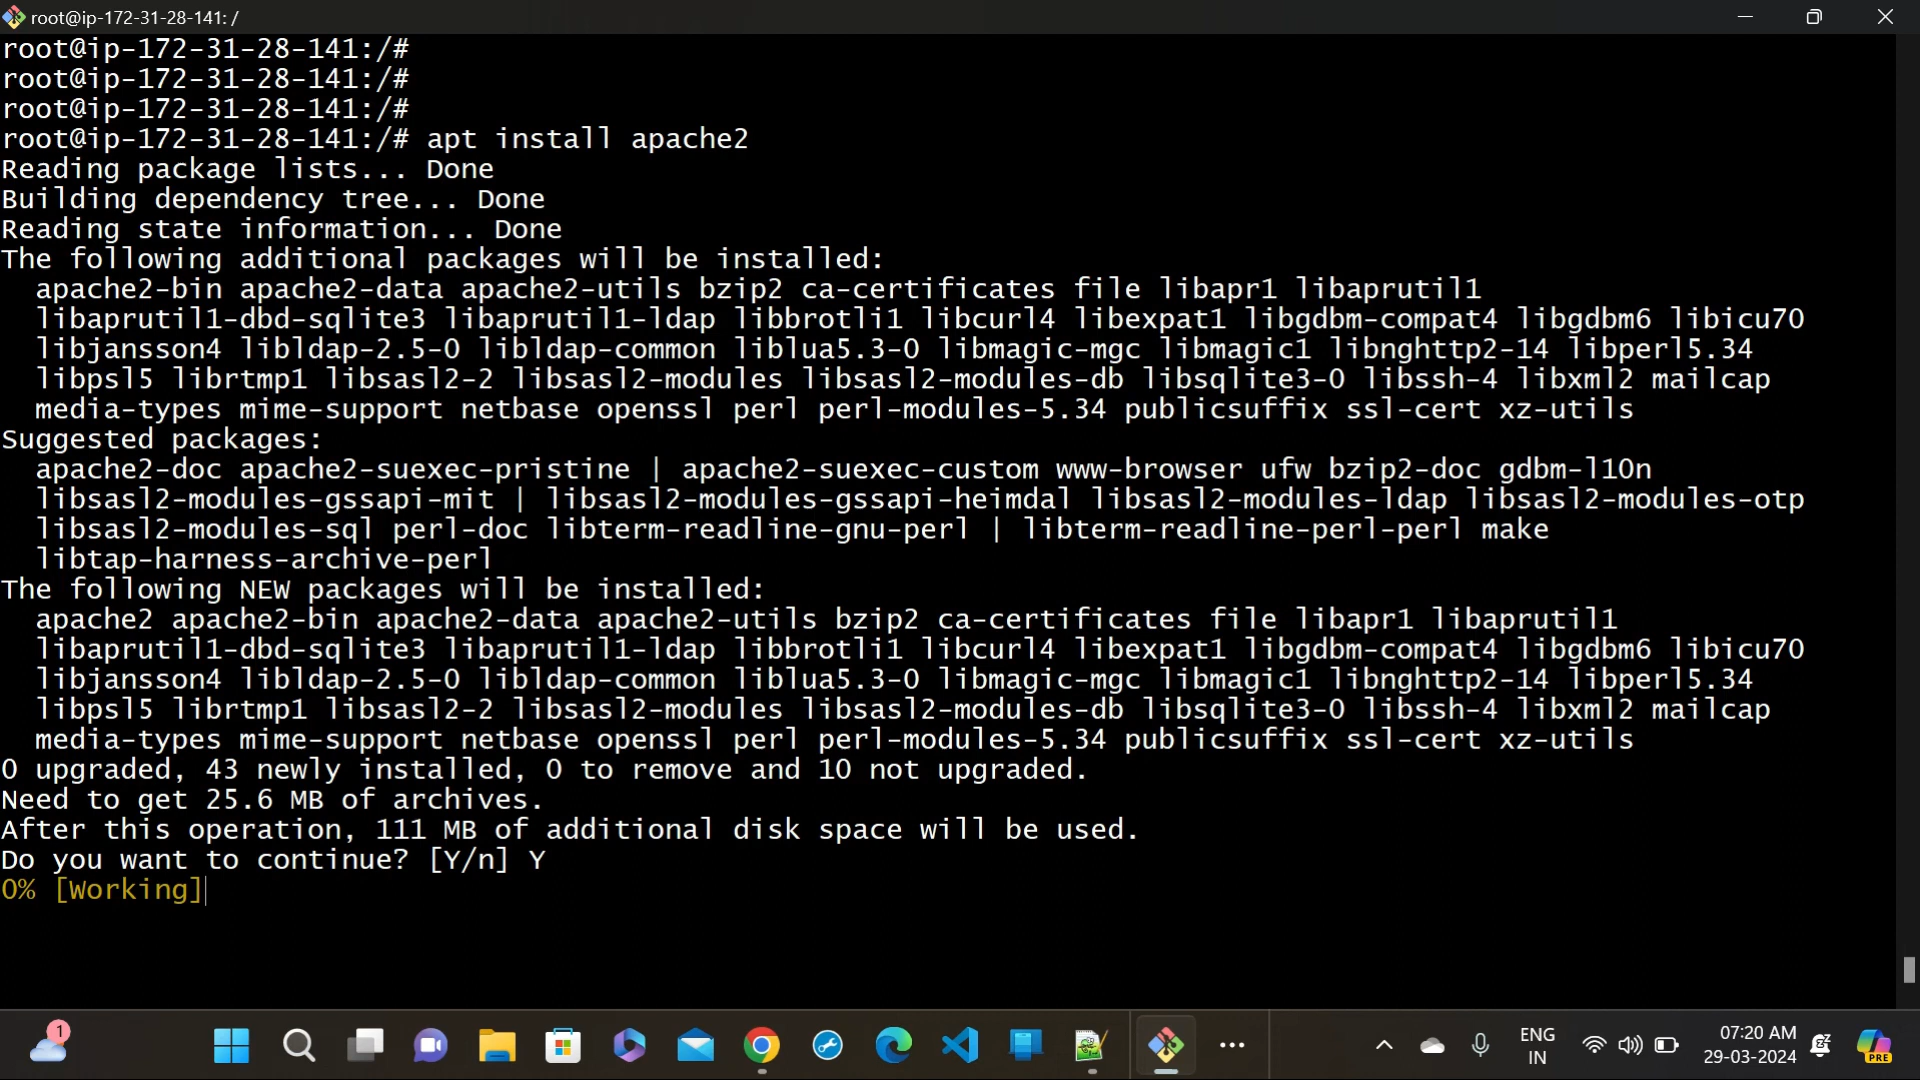 root@ip-172-31-28-141: /
root@ip-172-31-28-141:/#
root@ip-172-31-28-141:/#
root@ip-172-31-28-141:/#
root@ip-172-31-28-141:/# apt install apache2
Reading package lists... Done
Building dependency tree... Done
Reading state information... Done
The following additional packages will be installed:
  apache2-bin apache2-data apache2-utils bzip2 ca-certificates file libapr1 libaprutil1
  libaprutil1-dbd-sqlite3 libaprutil1-ldap libbrotli1 libcurl4 libexpat1 libgdbm-compat4 libgdbm6 libicu70
  libjansson4 libldap-2.5-0 libldap-common liblua5.3-0 libmagic-mgc libmagic1 libnghttp2-14 libperl5.34
  libpsl5 librtmp1 libsasl2-2 libsasl2-modules libsasl2-modules-db libsqlite3-0 libssh-4 libxml2 mailcap
  media-types mime-support netbase openssl perl perl-modules-5.34 publicsuffix ssl-cert xz-utils
Suggested packages:
  apache2-doc apache2-suexec-pristine | apache2-suexec-custom www-browser ufw bzip2-doc gdbm-l10n
  libsasl2-modules-gssapi-mit | libsasl2-modules-gssapi-heimdal libsasl2-modules-ldap libsasl2-modules-otp
  libsasl2-modules-sql perl-doc libterm-readline-gnu-perl | libterm-readline-perl-perl make
  libtap-harness-archive-perl
The following NEW packages will be installed:
  apache2 apache2-bin apache2-data apache2-utils bzip2 ca-certificates file libapr1 libaprutil1
  libaprutil1-dbd-sqlite3 libaprutil1-ldap libbrotli1 libcurl4 libexpat1 libgdbm-compat4 libgdbm6 libicu70
  libjansson4 libldap-2.5-0 libldap-common liblua5.3-0 libmagic-mgc libmagic1 libnghttp2-14 libperl5.34
  libpsl5 librtmp1 libsasl2-2 libsasl2-modules libsasl2-modules-db libsqlite3-0 libssh-4 libxml2 mailcap
  media-types mime-support netbase openssl perl perl-modules-5.34 publicsuffix ssl-cert xz-utils
0 upgraded, 43 newly installed, 0 to remove and 10 not upgraded.
Need to get 25.6 MB of archives.
After this operation, 111 MB of additional disk space will be used.
Do you want to continue? [Y/n] Y
0% [Working]
1
ENG
IN
07:20 AM
29-03-2024
PRE